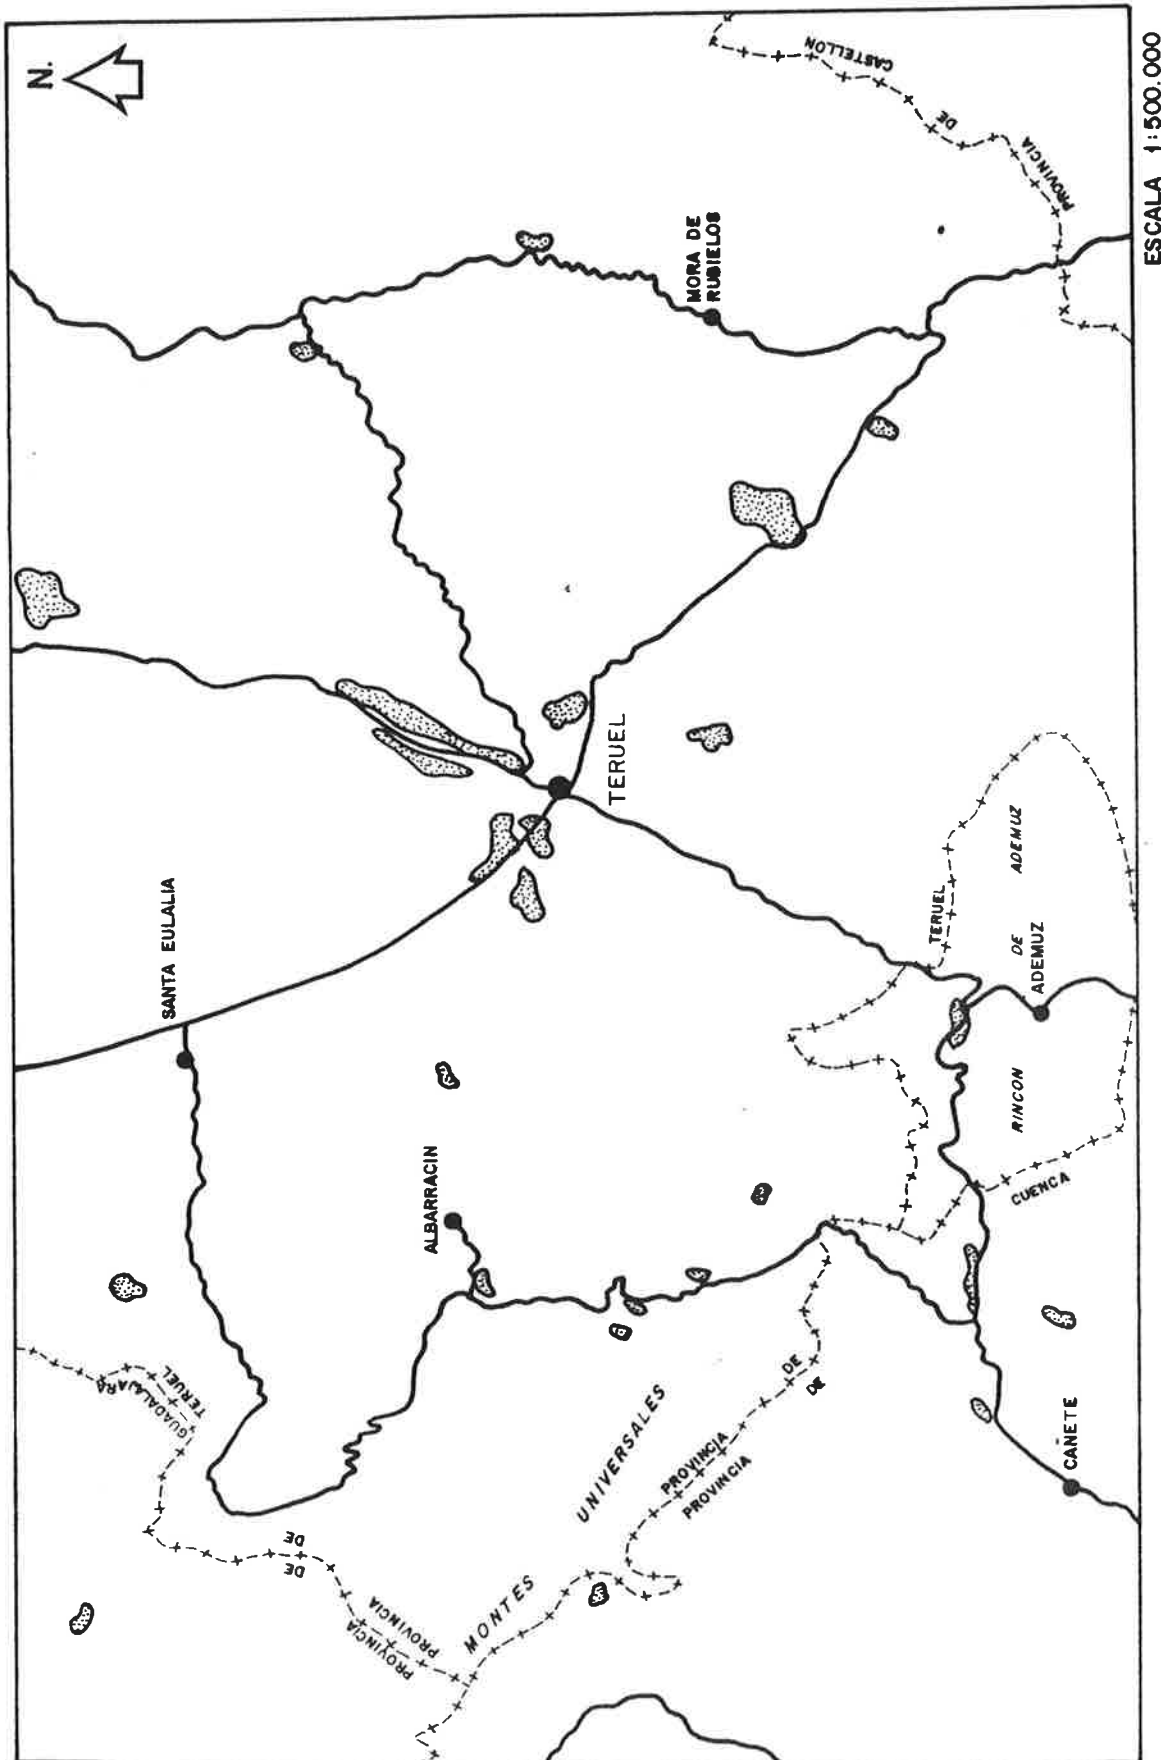 N.
CASTELLON
DE
PROVINCIA
MORA DE
RUBIELOS
TERUEL
SANTA EULALIA
ALBARRACIN
TERUEL
GUADALAJARA
DE
DE
PROVINCIA
PROVINCIA
MONTES
UNIVERSALES
PROVINCIA
PROVINCIA
DE
DE
TERUEL
CUENCA
RINCON
DE
ADEMUZ
ADEMUZ
CAÑETE
ESCALA 1:500.000